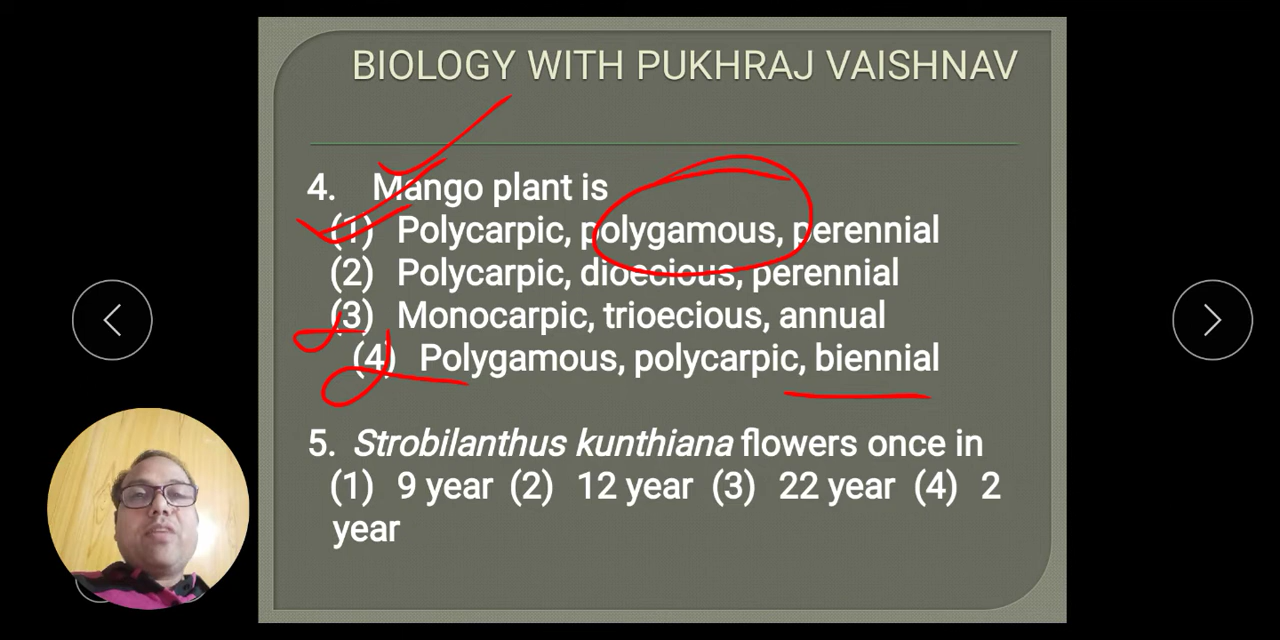 BIOLOGY WITH PUKHRAJ VAISHNAV
4. Mango plant is
(1) Polycarpic, polygamous, perennial
(2) Polycarpic, dioecious, perennial
(3) Monocarpic, trioecious, annual
(4) Polygamous, polycarpic, biennial
5. Strobilanthus kunthiana flowers once in
(1) 9 year (2) 12 year (3) 22 year (4) 2
year